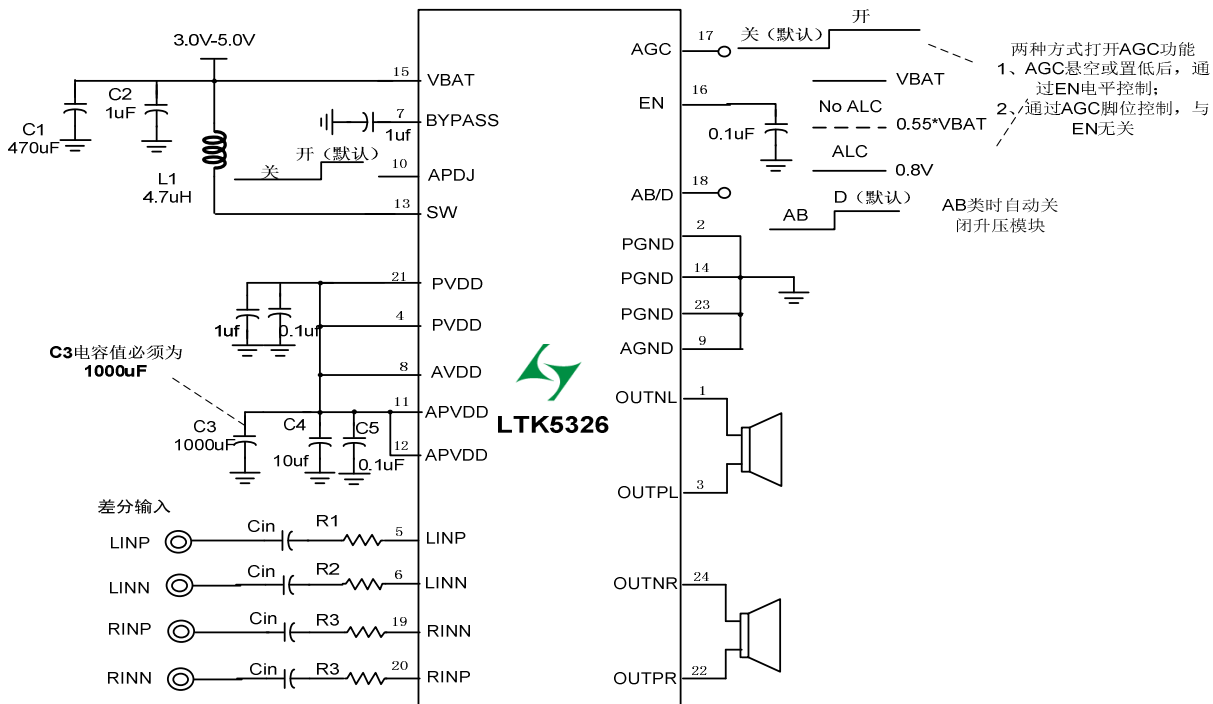 3.0V-5.0V
C1
470uF
C2
1uF
L1
4.7uH
15
VBAT
7
BYPASS
1uf
关
开（默认）
10
APDJ
13
SW
21
PVDD
1uf
0.1uf
4
PVDD
8
AVDD
C3电容值必须为
1000uF
11
APVDD
C3
1000uF
C4
10uf
C5
0.1uF
12
APVDD
差分输入
LINP
Cin
R1
5
LINP
LINN
Cin
R2
6
LINN
RINP
Cin
R3
19
RINN
RINN
Cin
R3
20
RINP
LTK5326
AGC
17
关（默认）
开
EN
16
0.1uF
VBAT
No ALC
0.55*VBAT
ALC
0.8V
两种方式打开AGC功能
1、AGC悬空或置低后，通
过EN电平控制；
2、通过AGC脚位控制，与
EN无关
AB/D
18
AB
D（默认）
AB类时自动关
闭升压模块
2
PGND
14
PGND
23
PGND
9
AGND
OUTNL
1
OUTPL
3
OUTNR
24
OUTPR
22